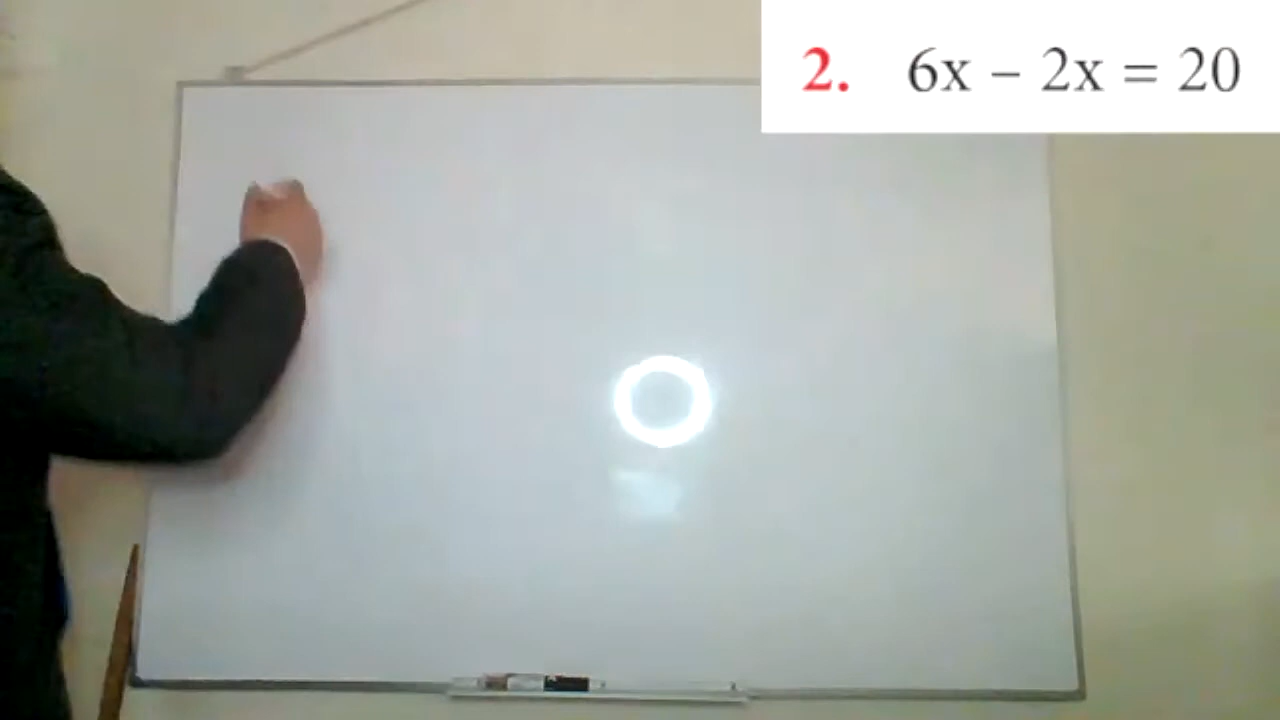 2. 6x – 2x = 20